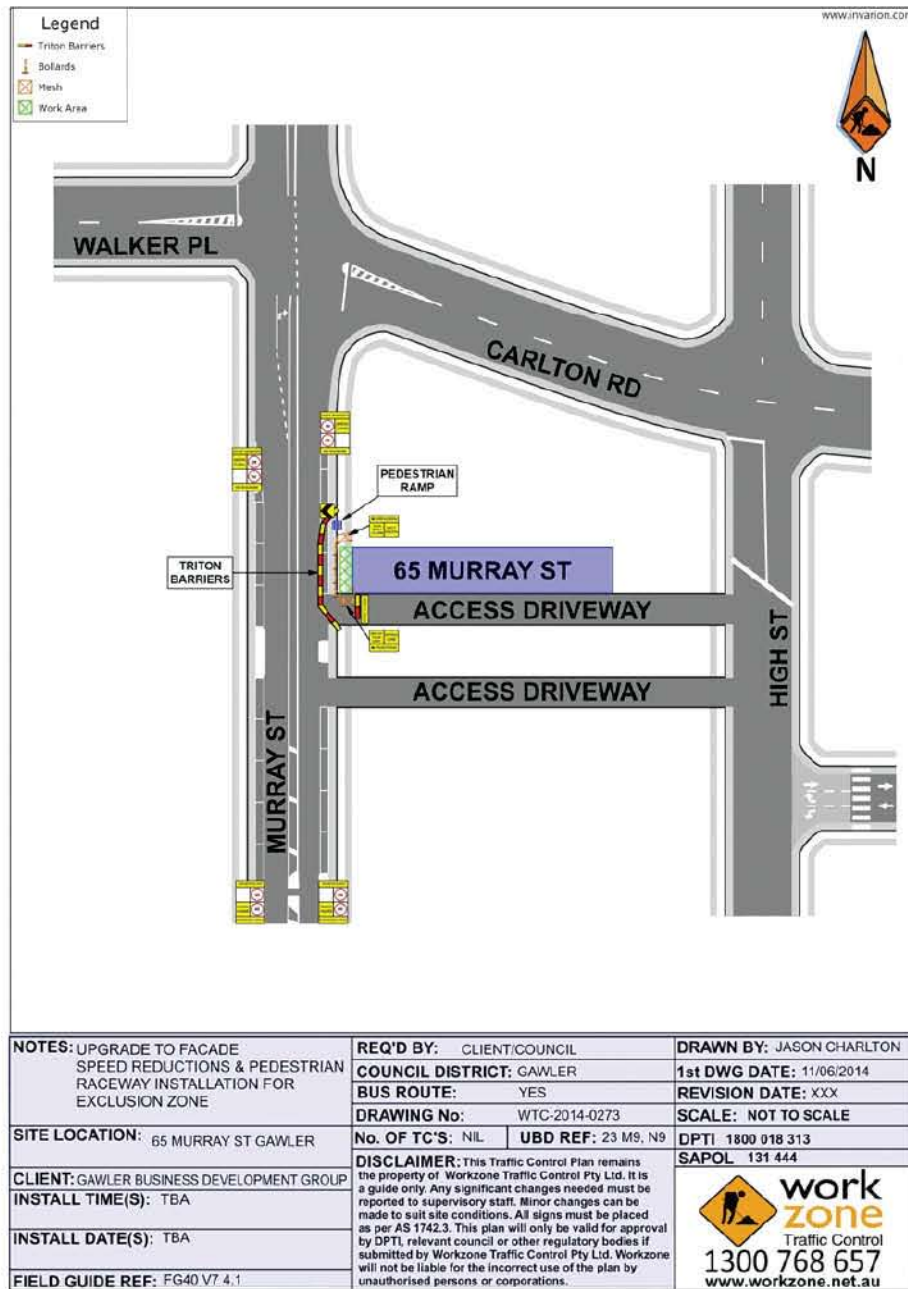 Legend
Triton Barriers
Bollards
Mesh
Work Area
www.invarion.com
N
WALKER PL
CARLTON RD
PEDESTRIAN
RAMP
TRITON
BARRIERS
65 MURRAY ST
ACCESS DRIVEWAY
ACCESS DRIVEWAY
MURRAY ST
HIGH ST
NOTES: UPGRADE TO FACADE
SPEED REDUCTIONS & PEDESTRIAN
RACEWAY INSTALLATION FOR
EXCLUSION ZONE
SITE LOCATION: 65 MURRAY ST GAWLER
CLIENT: GAWLER BUSINESS DEVELOPMENT GROUP
INSTALL TIME(S): TBA
INSTALL DATE(S): TBA
FIELD GUIDE REF: FG40 V7 4.1
REQ'D BY: CLIENT/COUNCIL
COUNCIL DISTRICT: GAWLER
BUS ROUTE: YES
DRAWING No: WTC-2014-0273
No. OF TC'S: NIL UBD REF: 23 M9, N9
DISCLAIMER: This Traffic Control Plan remains
the property of Workzone Traffic Control Pty Ltd. It is
a guide only. Any significant changes needed must be
reported to supervisory staff. Minor changes can be
made to suit site conditions. All signs must be placed
as per AS 1742.3. This plan will only be valid for approval
by DPTI, relevant council or other regulatory bodies if
submitted by Workzone Traffic Control Pty Ltd. Workzone
will not be liable for the incorrect use of the plan by
unauthorised persons or corporations.
DRAWN BY: JASON CHARLTON
1st DWG DATE: 11/06/2014
REVISION DATE: XXX
SCALE: NOT TO SCALE
DPTI 1800 018 313
SAPOL 131 444
work
zone
Traffic Control
1300 768 657
www.workzone.net.au